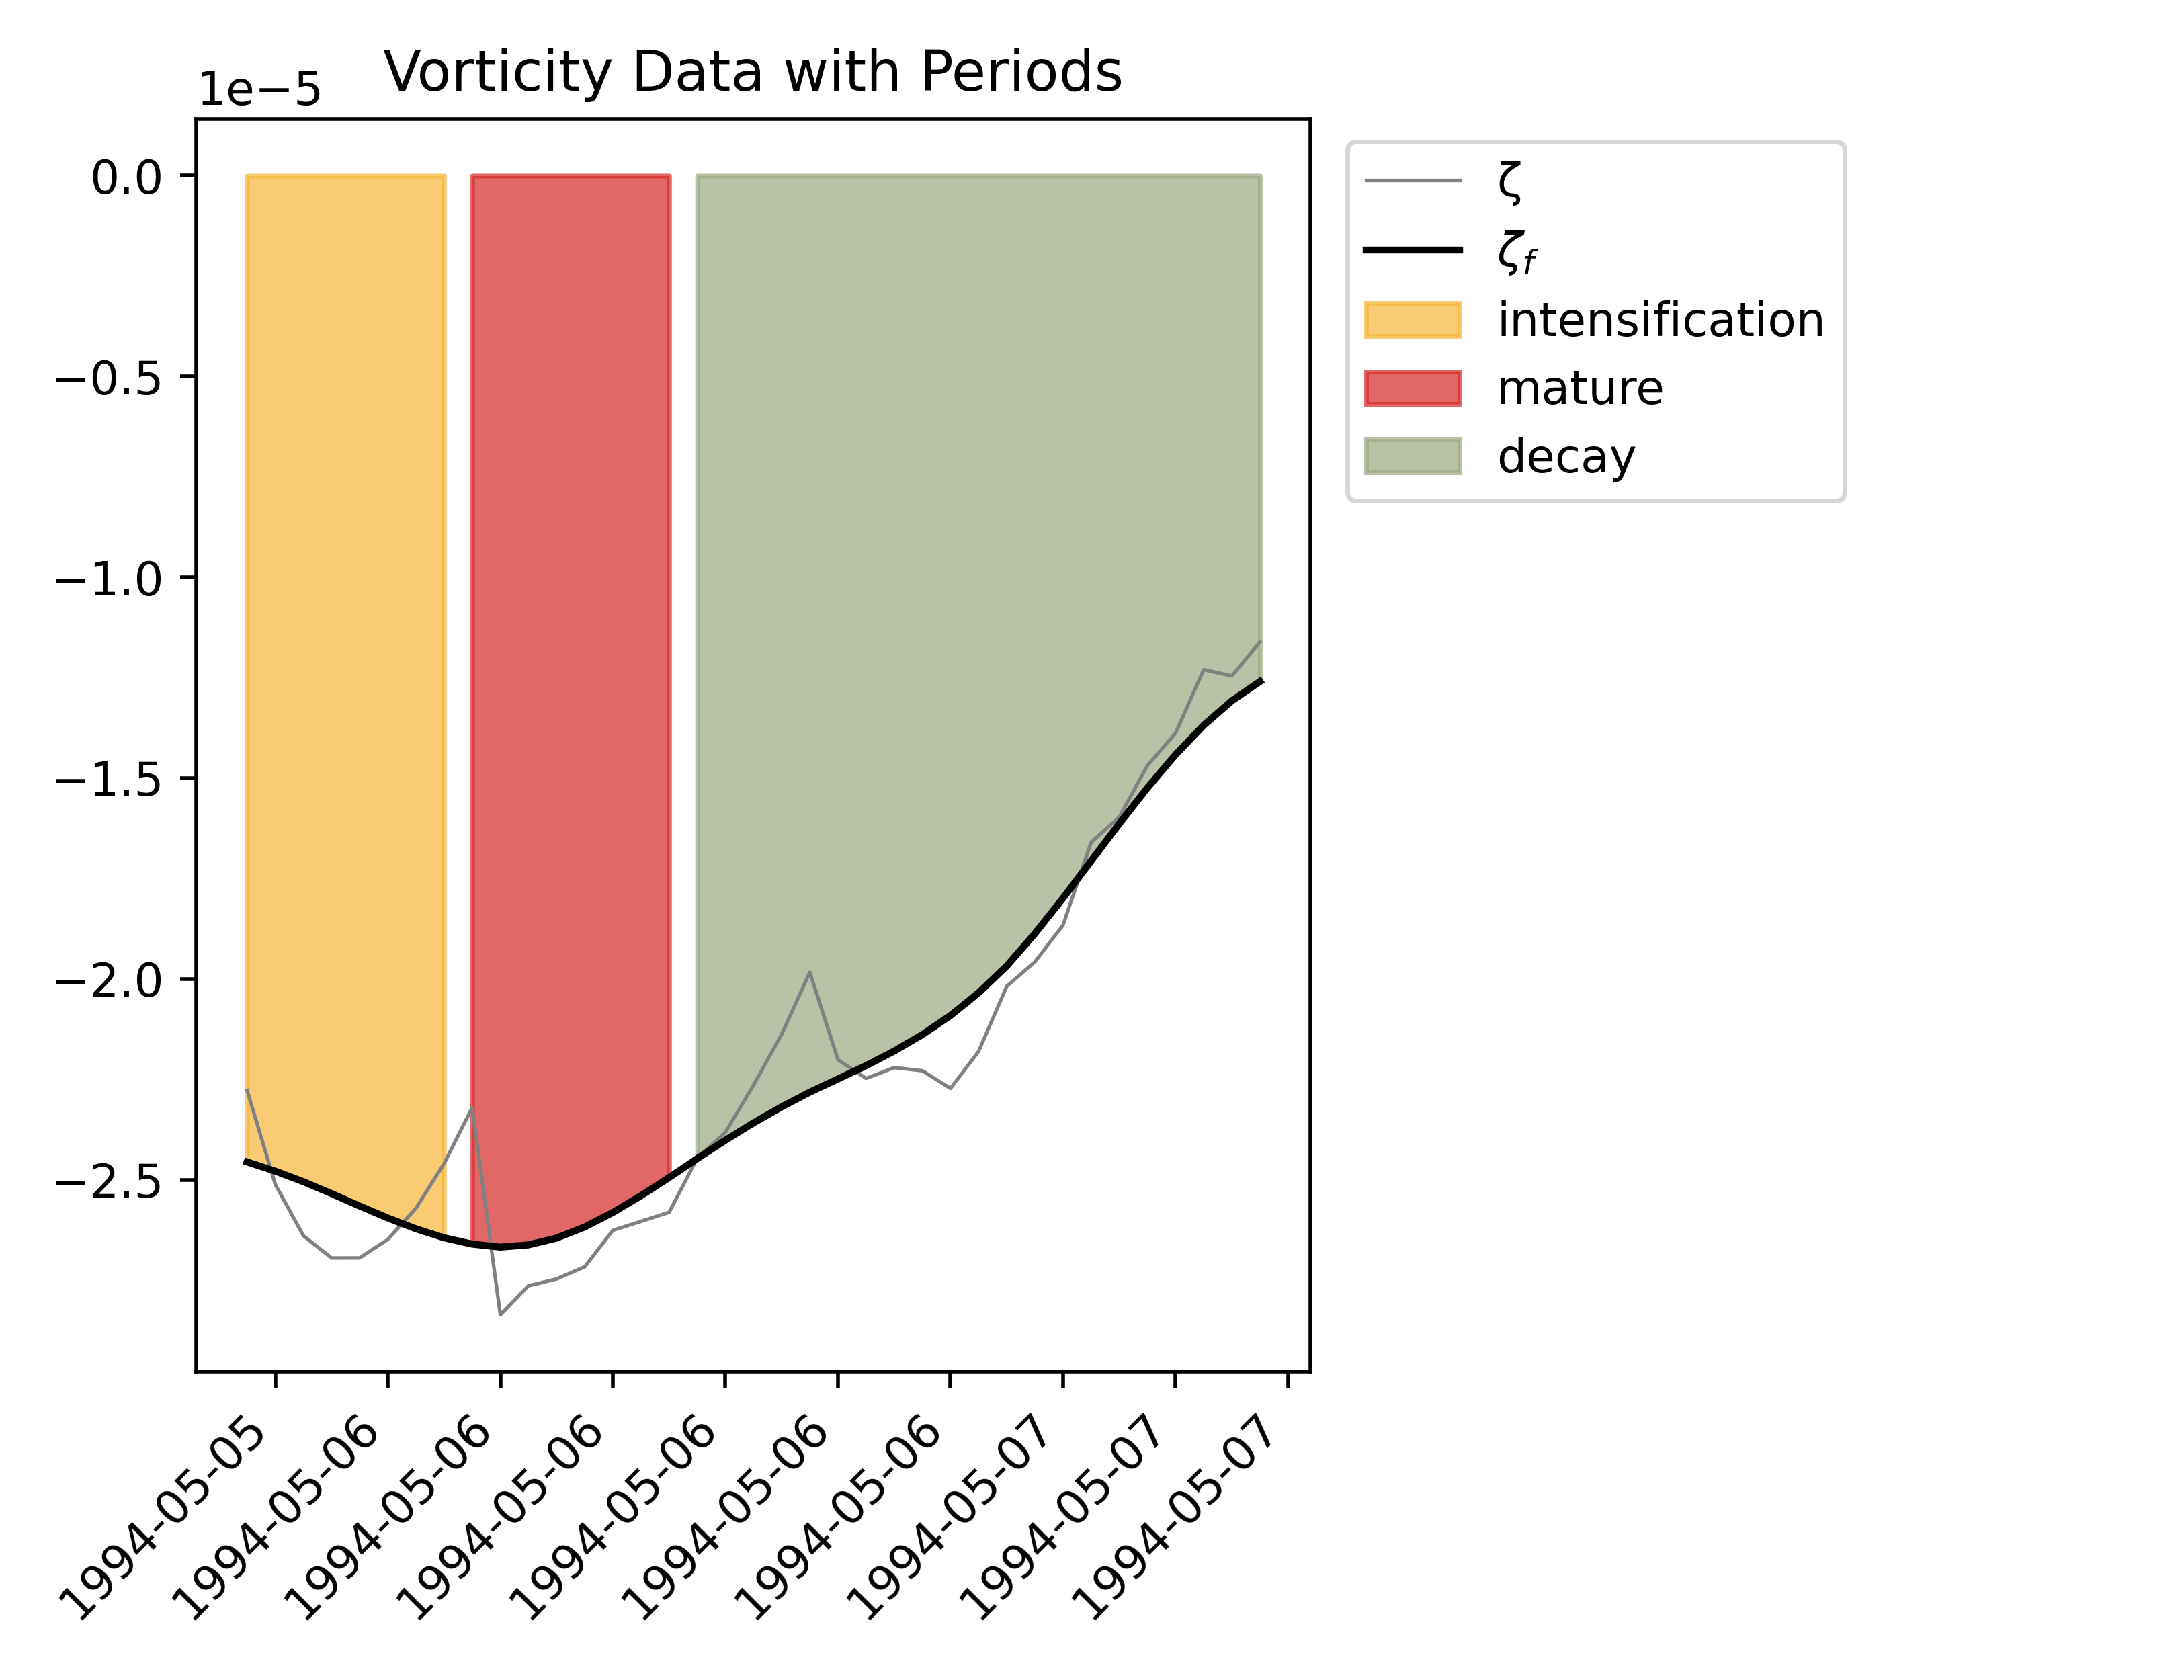 Vorticity Data with Periods
1e−5
0.0
−0.5
−1.0
−1.5
−2.0
−2.5
1994-05-05
1994-05-06
1994-05-06
1994-05-06
1994-05-06
1994-05-06
1994-05-06
1994-05-07
1994-05-07
1994-05-07
ζ
ζf
intensification
mature
decay